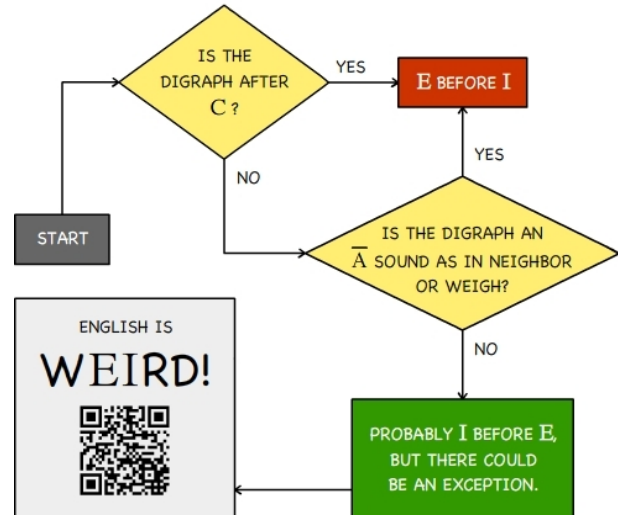 START
IS THE
DIGRAPH AFTER
C ?
YES
E BEFORE I
NO
IS THE DIGRAPH AN
Ā SOUND AS IN NEIGHBOR
OR WEIGH?
YES
NO
PROBABLY I BEFORE E,
BUT THERE COULD
BE AN EXCEPTION.
ENGLISH IS
WEIRD!